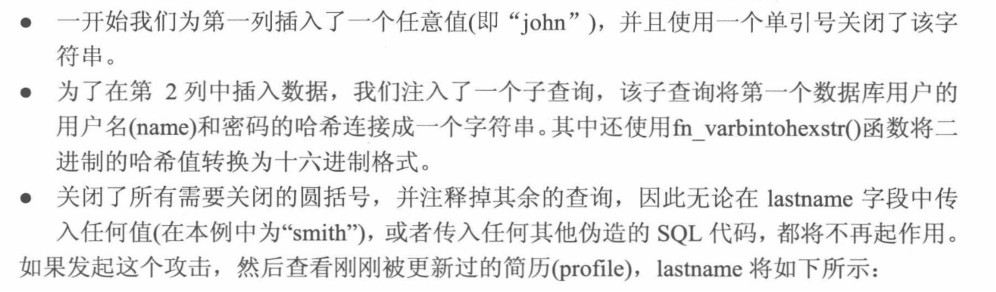 ● 一开始我们为第一列插入了一个任意值(即“john”)，并且使用一个单引号关闭了该字
符串。
● 为了在第 2 列中插入数据，我们注入了一个子查询，该子查询将第一个数据库用户的
用户名(name)和密码的哈希连接成一个字符串。其中还使用fn_varbintohexstr()函数将二
进制的哈希值转换为十六进制格式。
● 关闭了所有需要关闭的圆括号，并注释掉其余的查询，因此无论在 lastname 字段中传
入任何值(在本例中为“smith”)，或者传入任何其他伪造的 SQL 代码，都将不再起作用。
如果发起这个攻击，然后查看刚刚被更新过的简历(profile)，lastname 将如下所示：